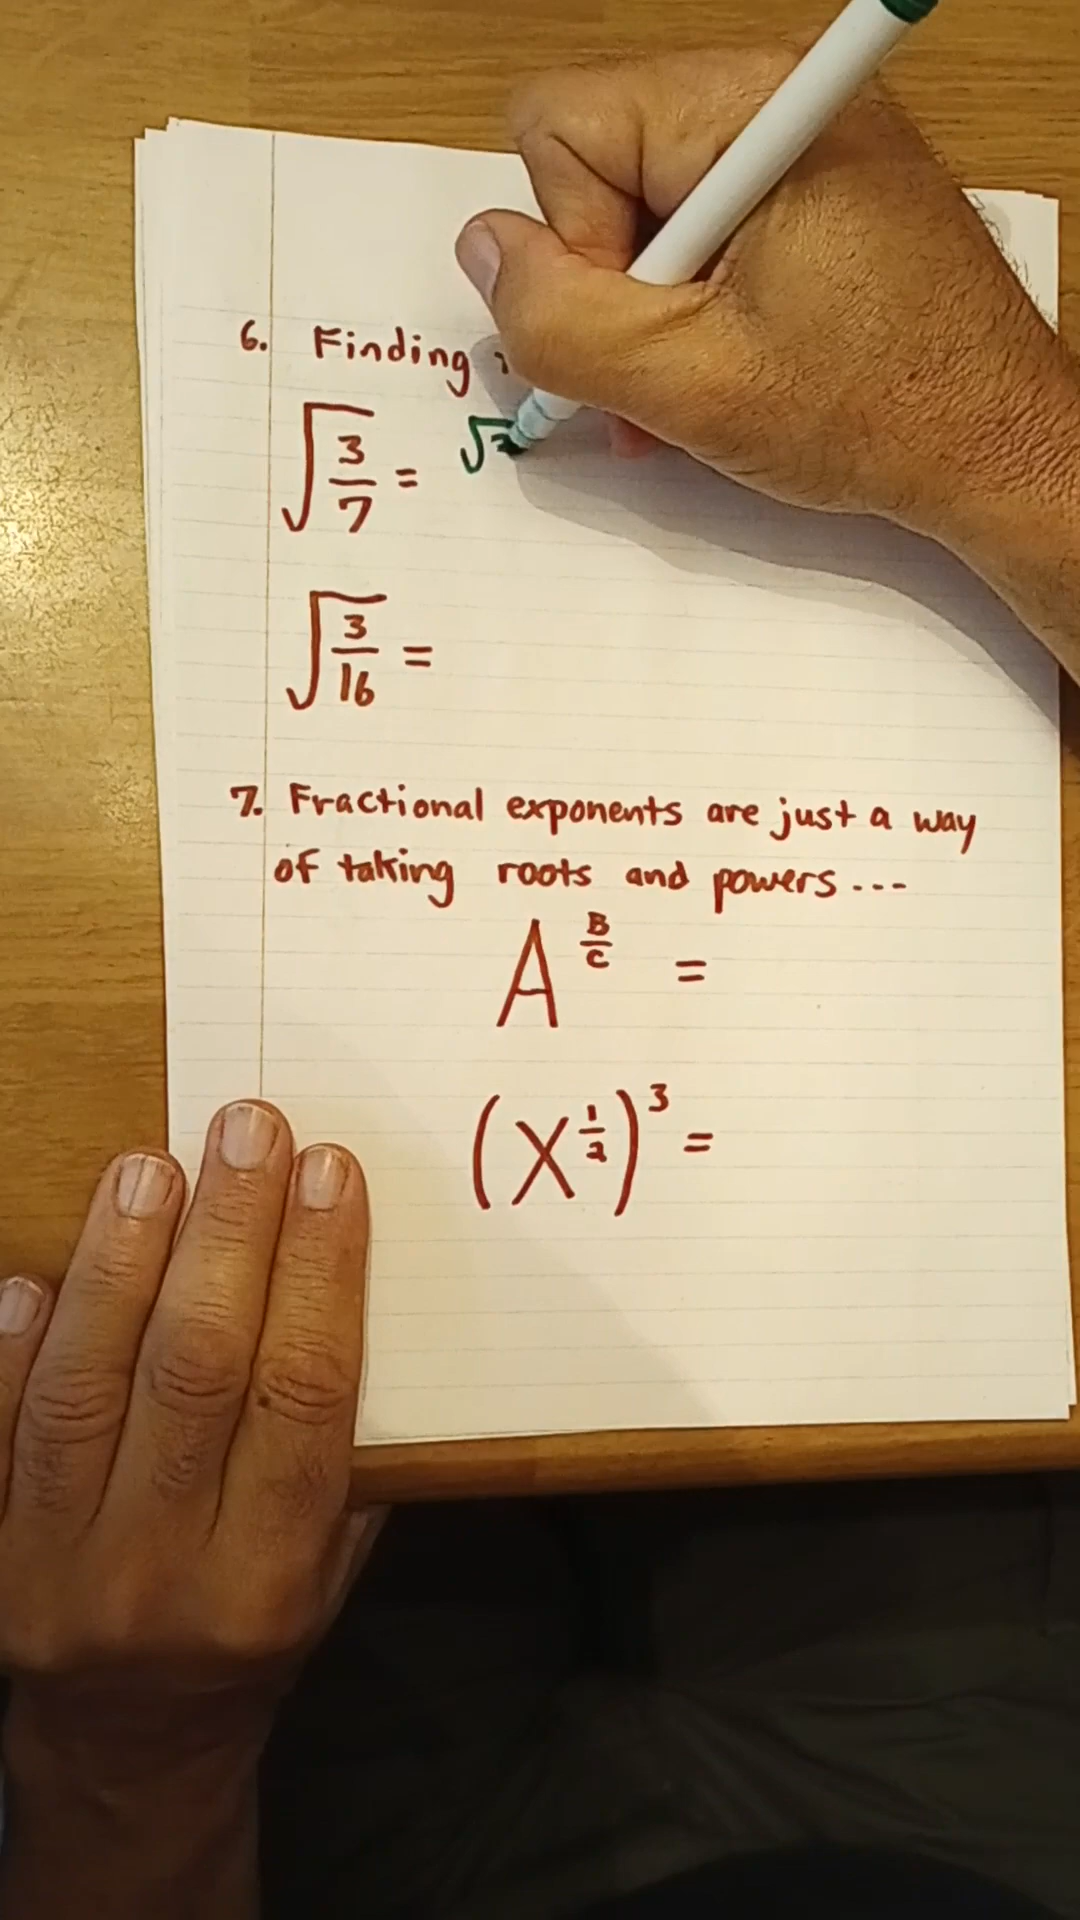 6. Finding
√(3/7) = √3
√(3/16) =
7. Fractional exponents are just a way
of taking roots and powers ...
A^(B/C) =
(X^(1/2))^3 =